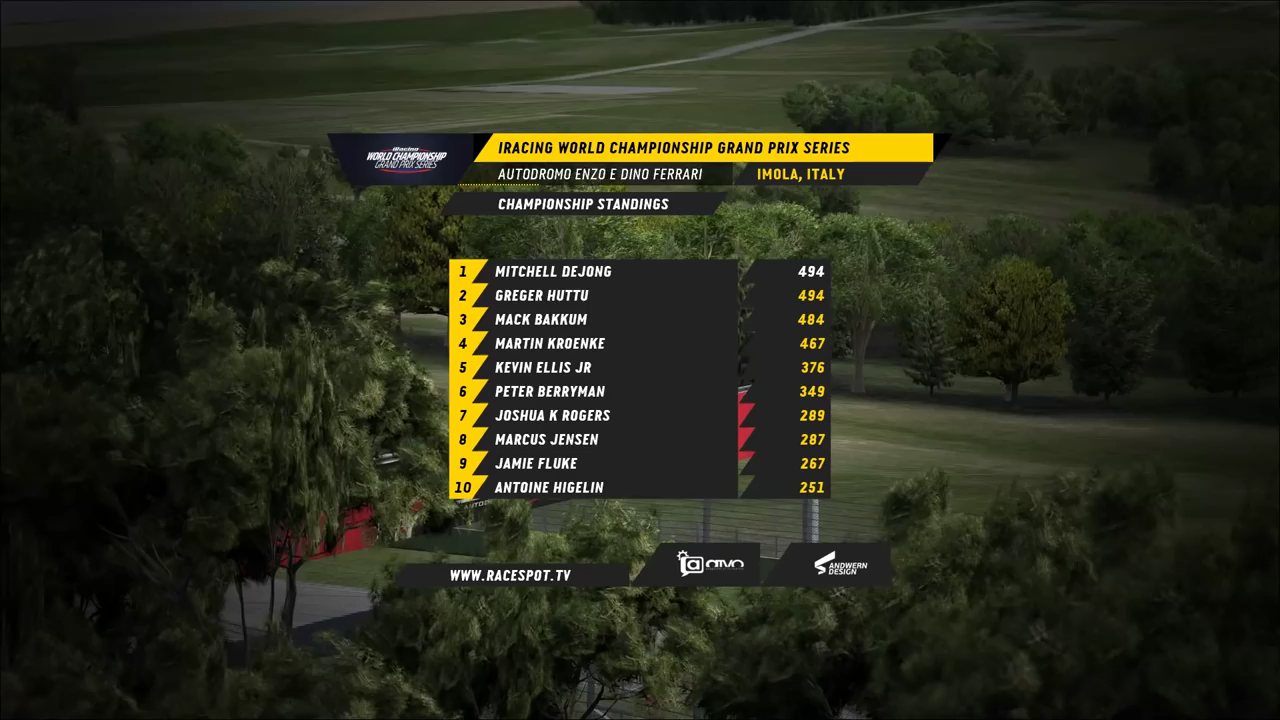 iRacing
WORLD CHAMPIONSHIP
GRAND PRIX SERIES
IRACING WORLD CHAMPIONSHIP GRAND PRIX SERIES
AUTODROMO ENZO E DINO FERRARI IMOLA, ITALY
CHAMPIONSHIP STANDINGS
1 MITCHELL DEJONG 494
2 GREGER HUTTU 494
3 MACK BAKKUM 484
4 MARTIN KROENKE 467
5 KEVIN ELLIS JR 376
6 PETER BERRYMAN 349
7 JOSHUA K ROGERS 289
8 MARCUS JENSEN 287
9 JAMIE FLUKE 267
10 ANTOINE HIGELIN 251
WWW.RACESPOT.TV
ANDWERN
DESIGN